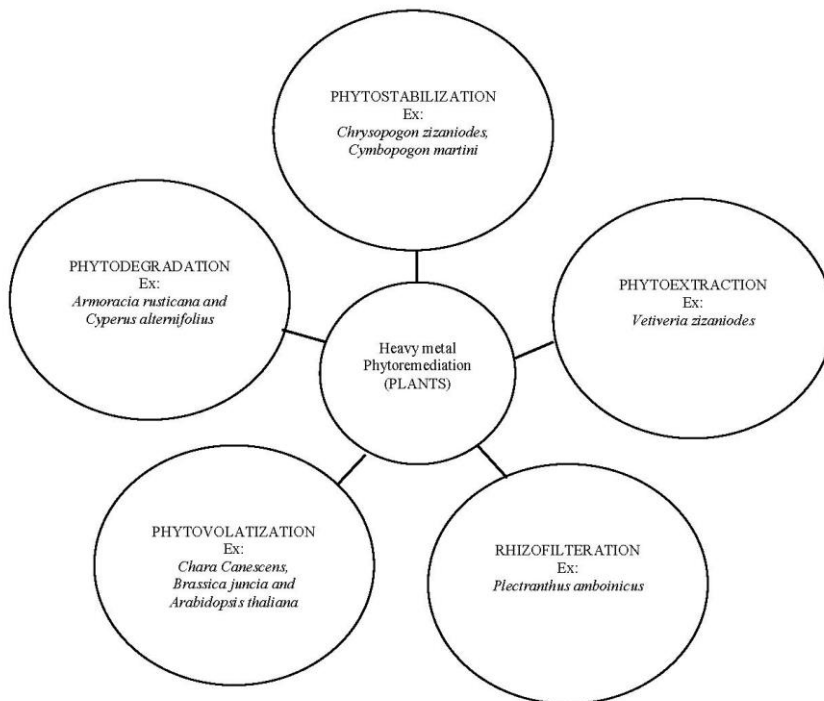 PHYTOSTABILIZATION
Ex:
Chrysopogon zizaniodes,
Cymbopogon martini
PHYTODEGRADATION
Ex:
Armoracia rusticana and
Cyperus alternifolius
PHYTOEXTRACTION
Ex:
Vetiveria zizaniodes
Heavy metal
Phytoremediation
(PLANTS)
PHYTOVOLATIZATION
Ex:
Chara Canescens,
Brassica juncia and
Arabidopsis thaliana
RHIZOFILTERATION
Ex:
Plectranthus amboinicus